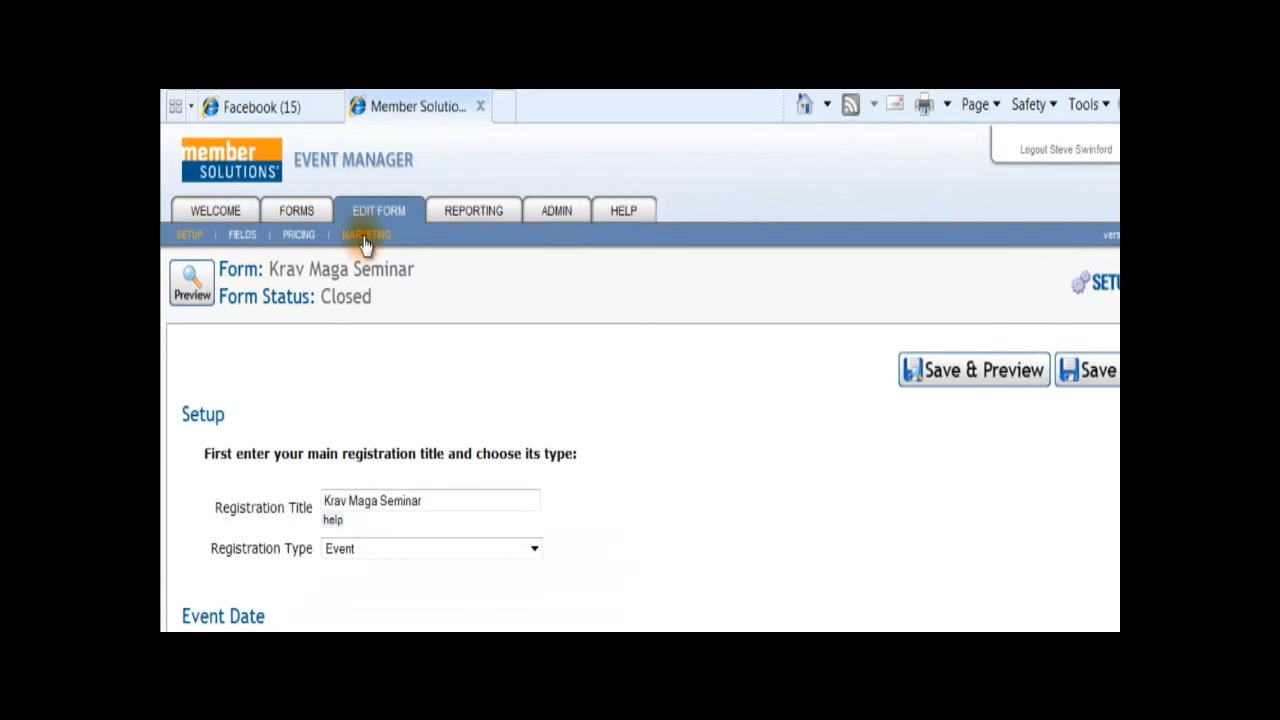 Facebook (15) Member Solutio... X Page Safety Tools
member SOLUTIONS EVENT MANAGER
Logout Steve Swinford
WELCOME FORMS EDIT FORM REPORTING ADMIN HELP
SETUP | FIELDS | PRICING | MARKETING vers
Preview
Form: Krav Maga Seminar
Form Status: Closed
SETU
Save & Preview Save
Setup
First enter your main registration title and choose its type:
Registration Title Krav Maga Seminar
help
Registration Type Event
Event Date